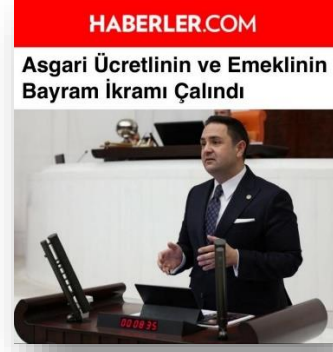 HABERLER.COM
Asgari Ücretlinin ve Emeklinin
Bayram İkramı Çalındı
00:08:35